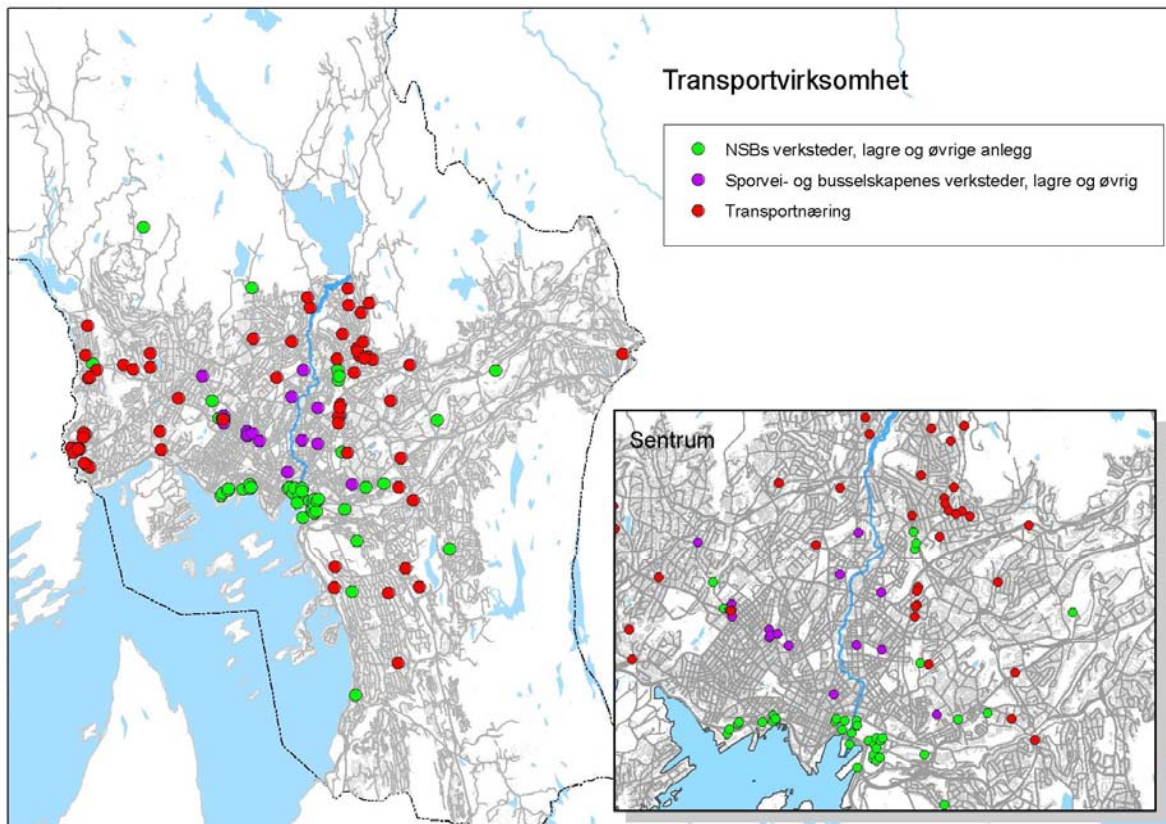 Transportvirksomhet
NSBs verksteder, lagre og øvrige anlegg
Sporvei- og busselskapenes verksteder, lagre og øvrig
Transportnæring
Sentrum